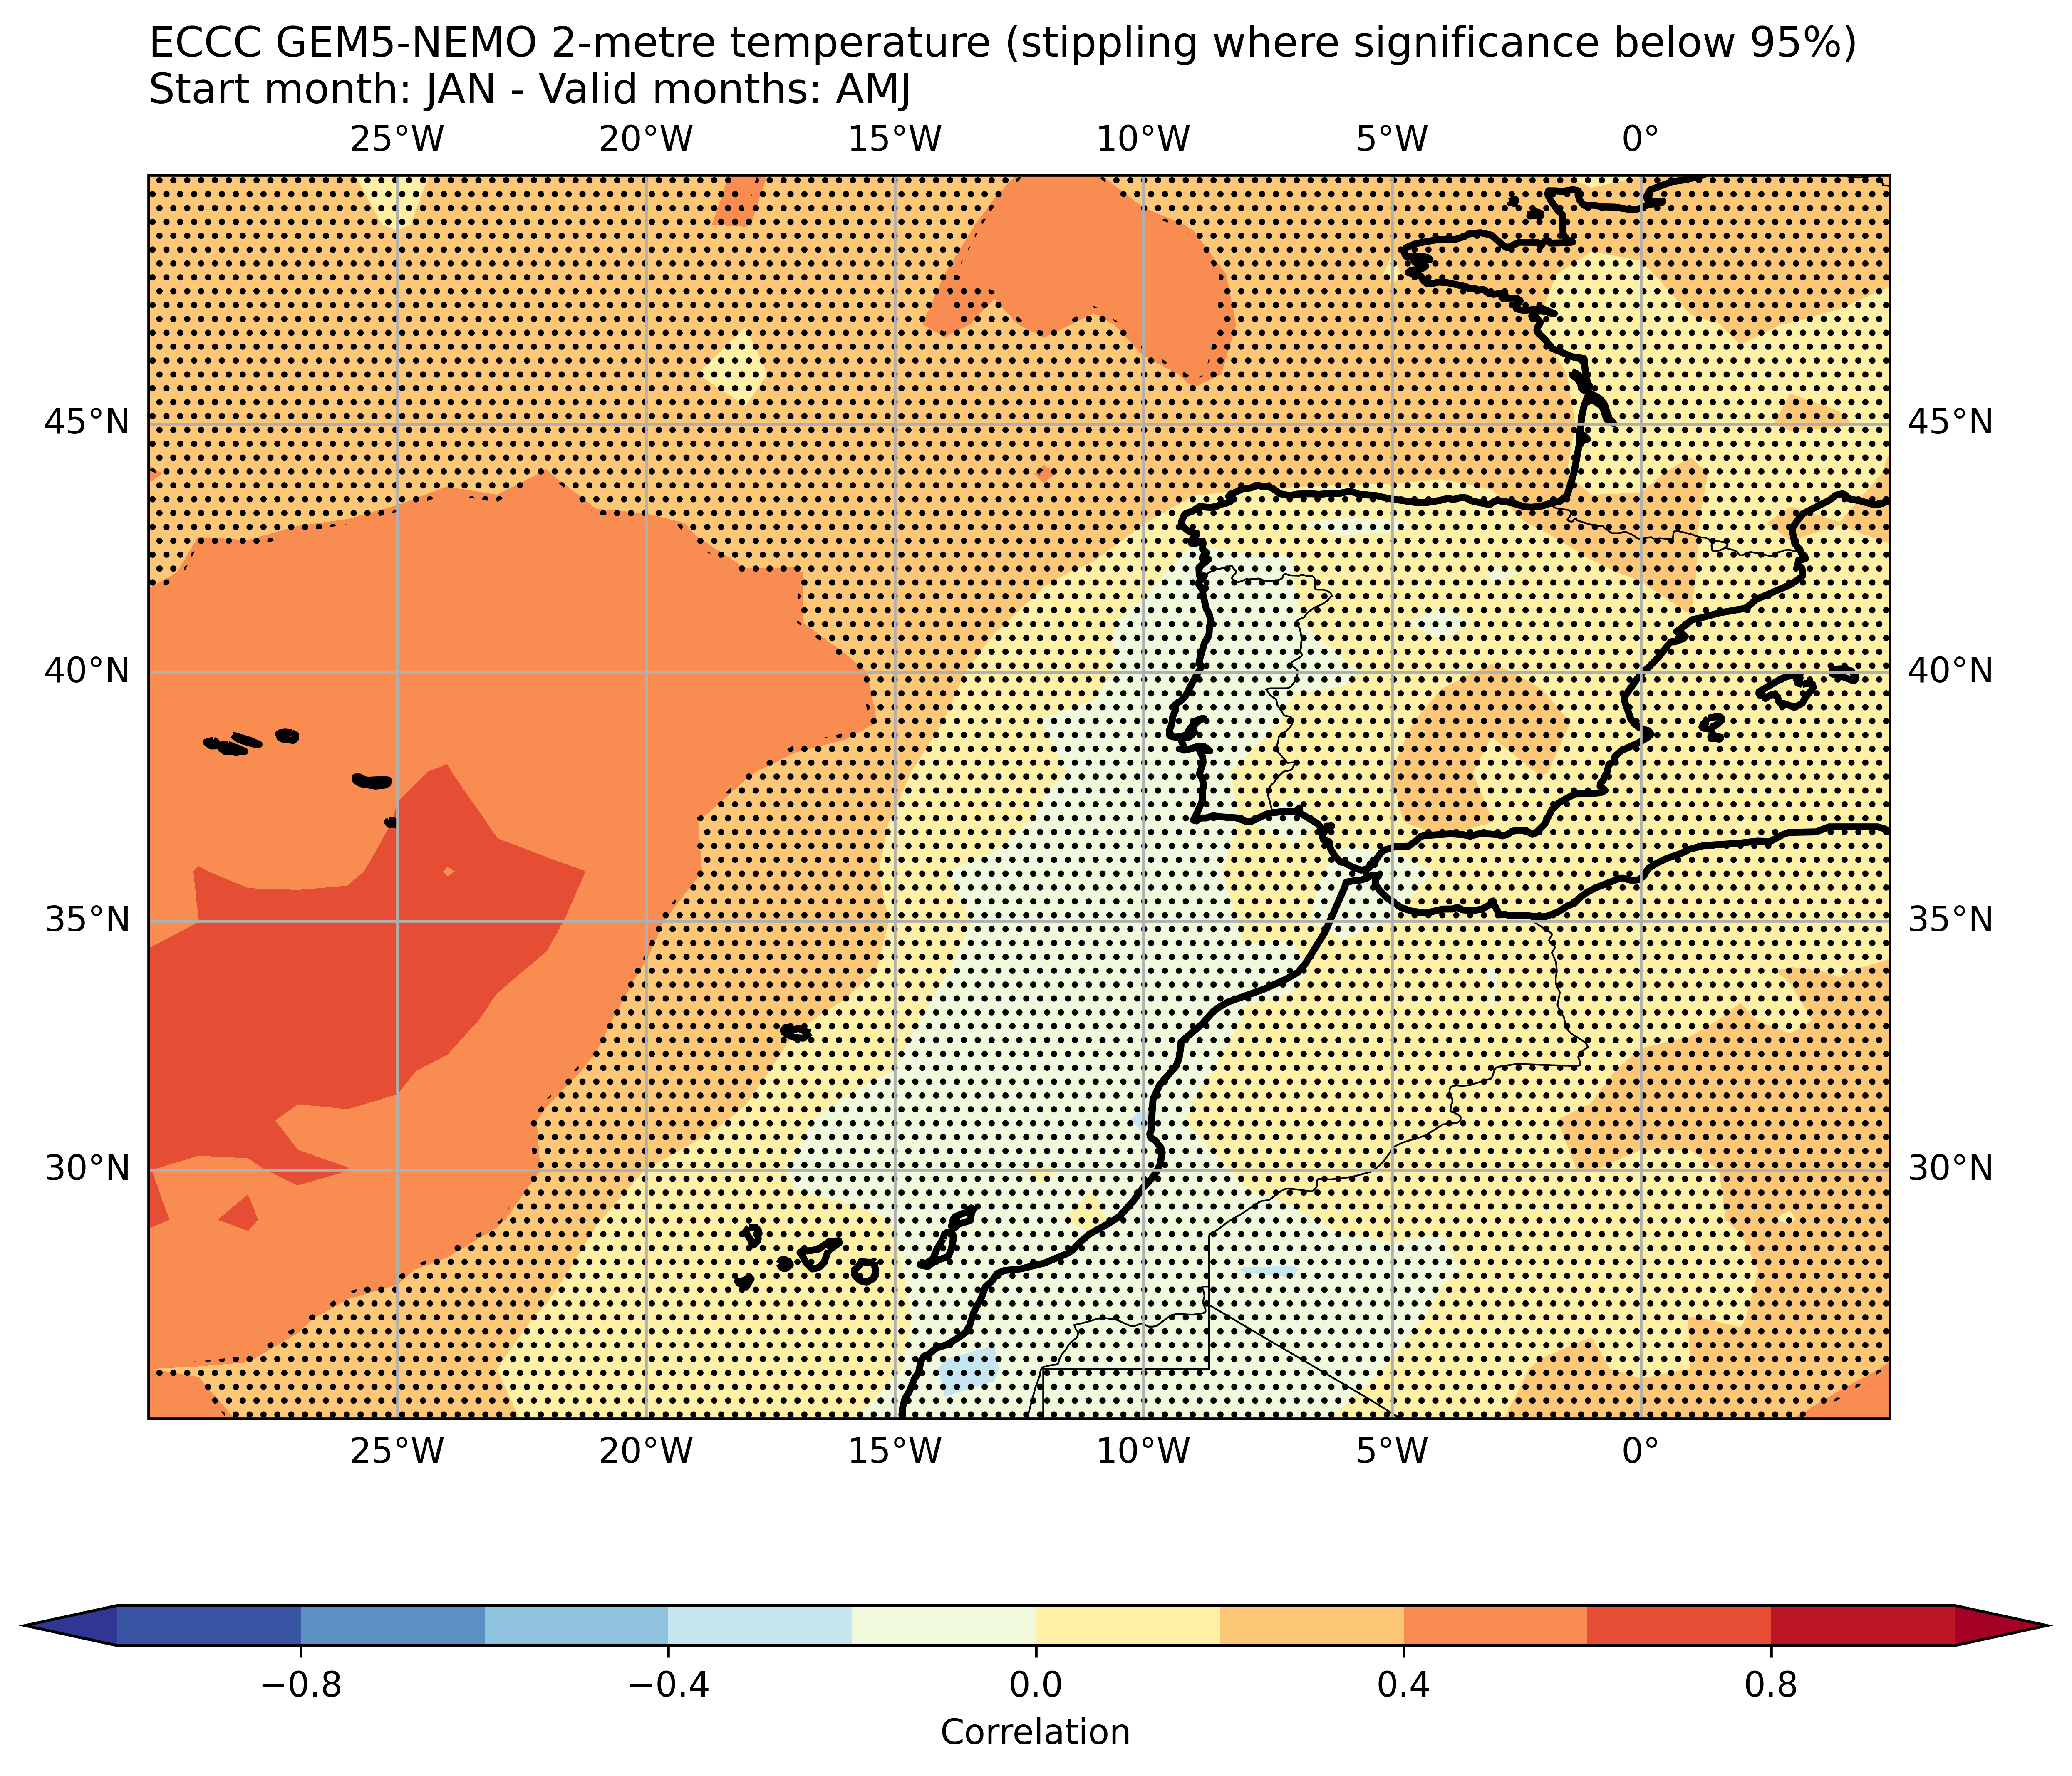 ECCC GEM5-NEMO 2-metre temperature (stippling where significance below 95%)
Start month: JAN - Valid months: AMJ
25°W 20°W 15°W 10°W 5°W 0°
45°N 45°N
40°N 40°N
35°N 35°N
30°N 30°N
25°W 20°W 15°W 10°W 5°W 0°
−0.8 −0.4 0.0 0.4 0.8
Correlation